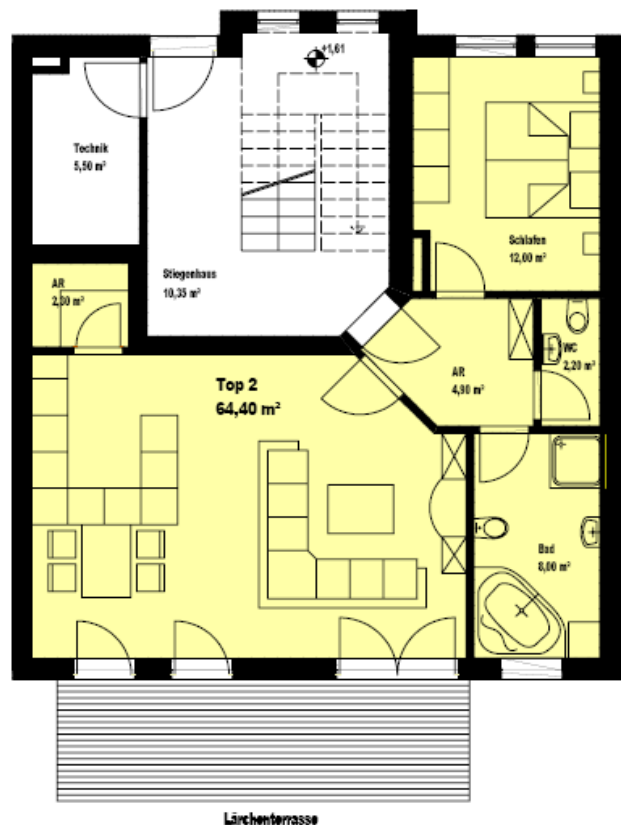 +1,61
Technik
5,50 m²
Schlafen
12,00 m²
Stiegenhaus
10,35 m²
AR
2,30 m²
WC
2,20 m²
AR
4,90 m²
Top 2
64,40 m²
Bad
8,00 m²
Lärchenterrasse